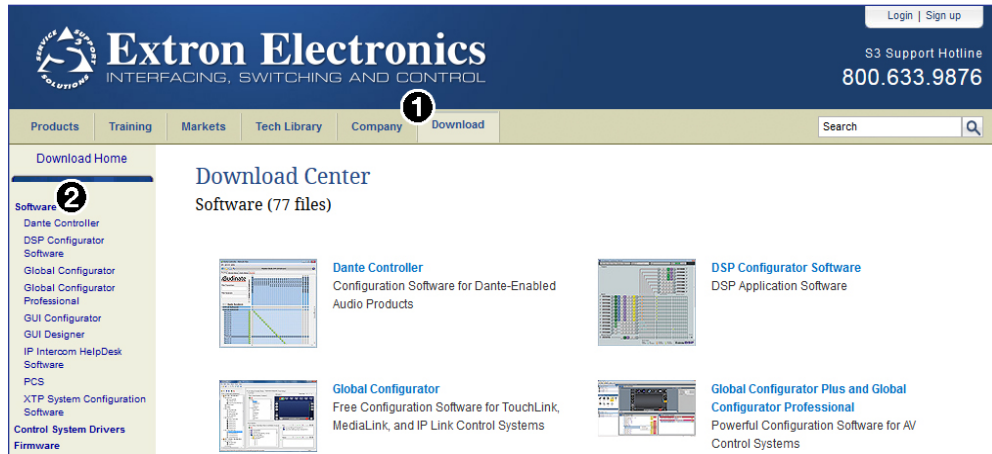 Login | Sign up
SERVICE SUPPORT SOLUTIONS
S3
Extron Electronics
INTERFACING, SWITCHING AND CONTROL
S3 Support Hotline
800.633.9876
1
Products Training Markets Tech Library Company Download
Search
Download Home
2
Software
Dante Controller
DSP Configurator
Software
Global Configurator
Global Configurator
Professional
GUI Configurator
GUI Designer
IP Intercom HelpDesk
Software
PCS
XTP System Configuration
Software
Control System Drivers
Firmware
Download Center
Software (77 files)
Dante Controller
Configuration Software for Dante-Enabled
Audio Products
DSP Configurator Software
DSP Application Software
Global Configurator
Free Configuration Software for TouchLink,
MediaLink, and IP Link Control Systems
Global Configurator Plus and Global
Configurator Professional
Powerful Configuration Software for AV
Control Systems